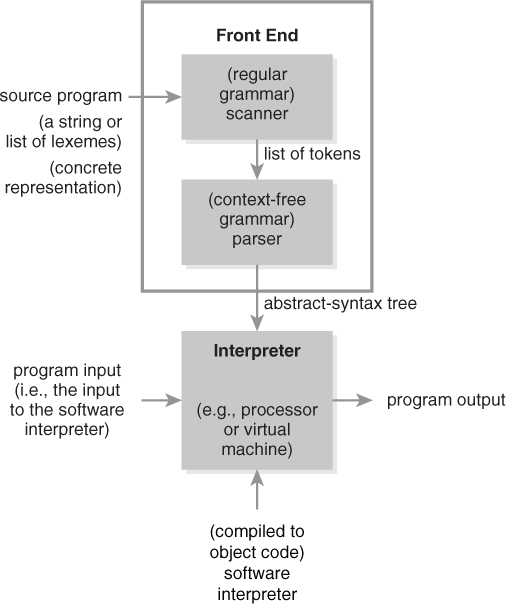 Front End
(regular
grammar)
scanner
source program
(a string or
list of lexemes)
(concrete
representation)
list of tokens
(context-free
grammar)
parser
abstract-syntax tree
Interpreter
(e.g., processor
or virtual
machine)
program input
(i.e., the input
to the software
interpreter)
program output
(compiled to
object code)
software
interpreter